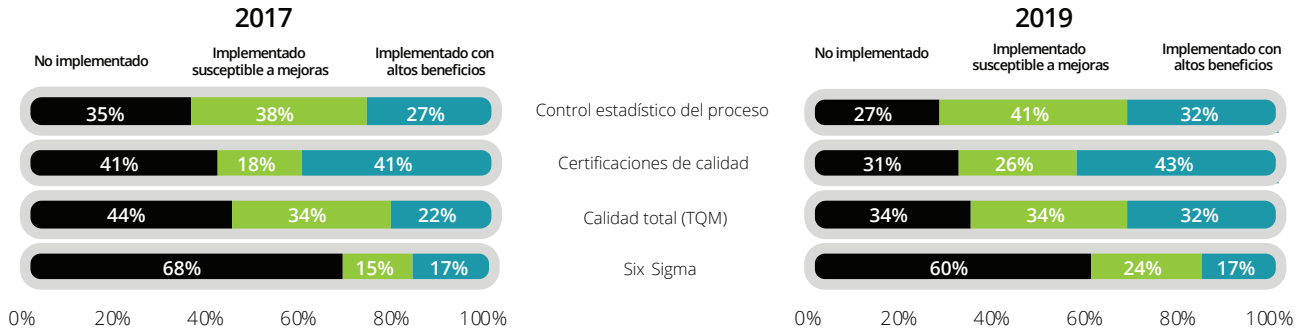 2017
2019
No implementado
Implementado
susceptible a mejoras
Implementado con
altos beneficios
No implementado
Implementado
susceptible a mejoras
Implementado con
altos beneficios
35% 38% 27%
Control estadístico del proceso
27% 41% 32%
41% 18% 41%
Certificaciones de calidad
31% 26% 43%
44% 34% 22%
Calidad total (TQM)
34% 34% 32%
68% 15% 17%
Six Sigma
60% 24% 17%
0% 20% 40% 60% 80% 100%
0% 20% 40% 60% 80% 100%